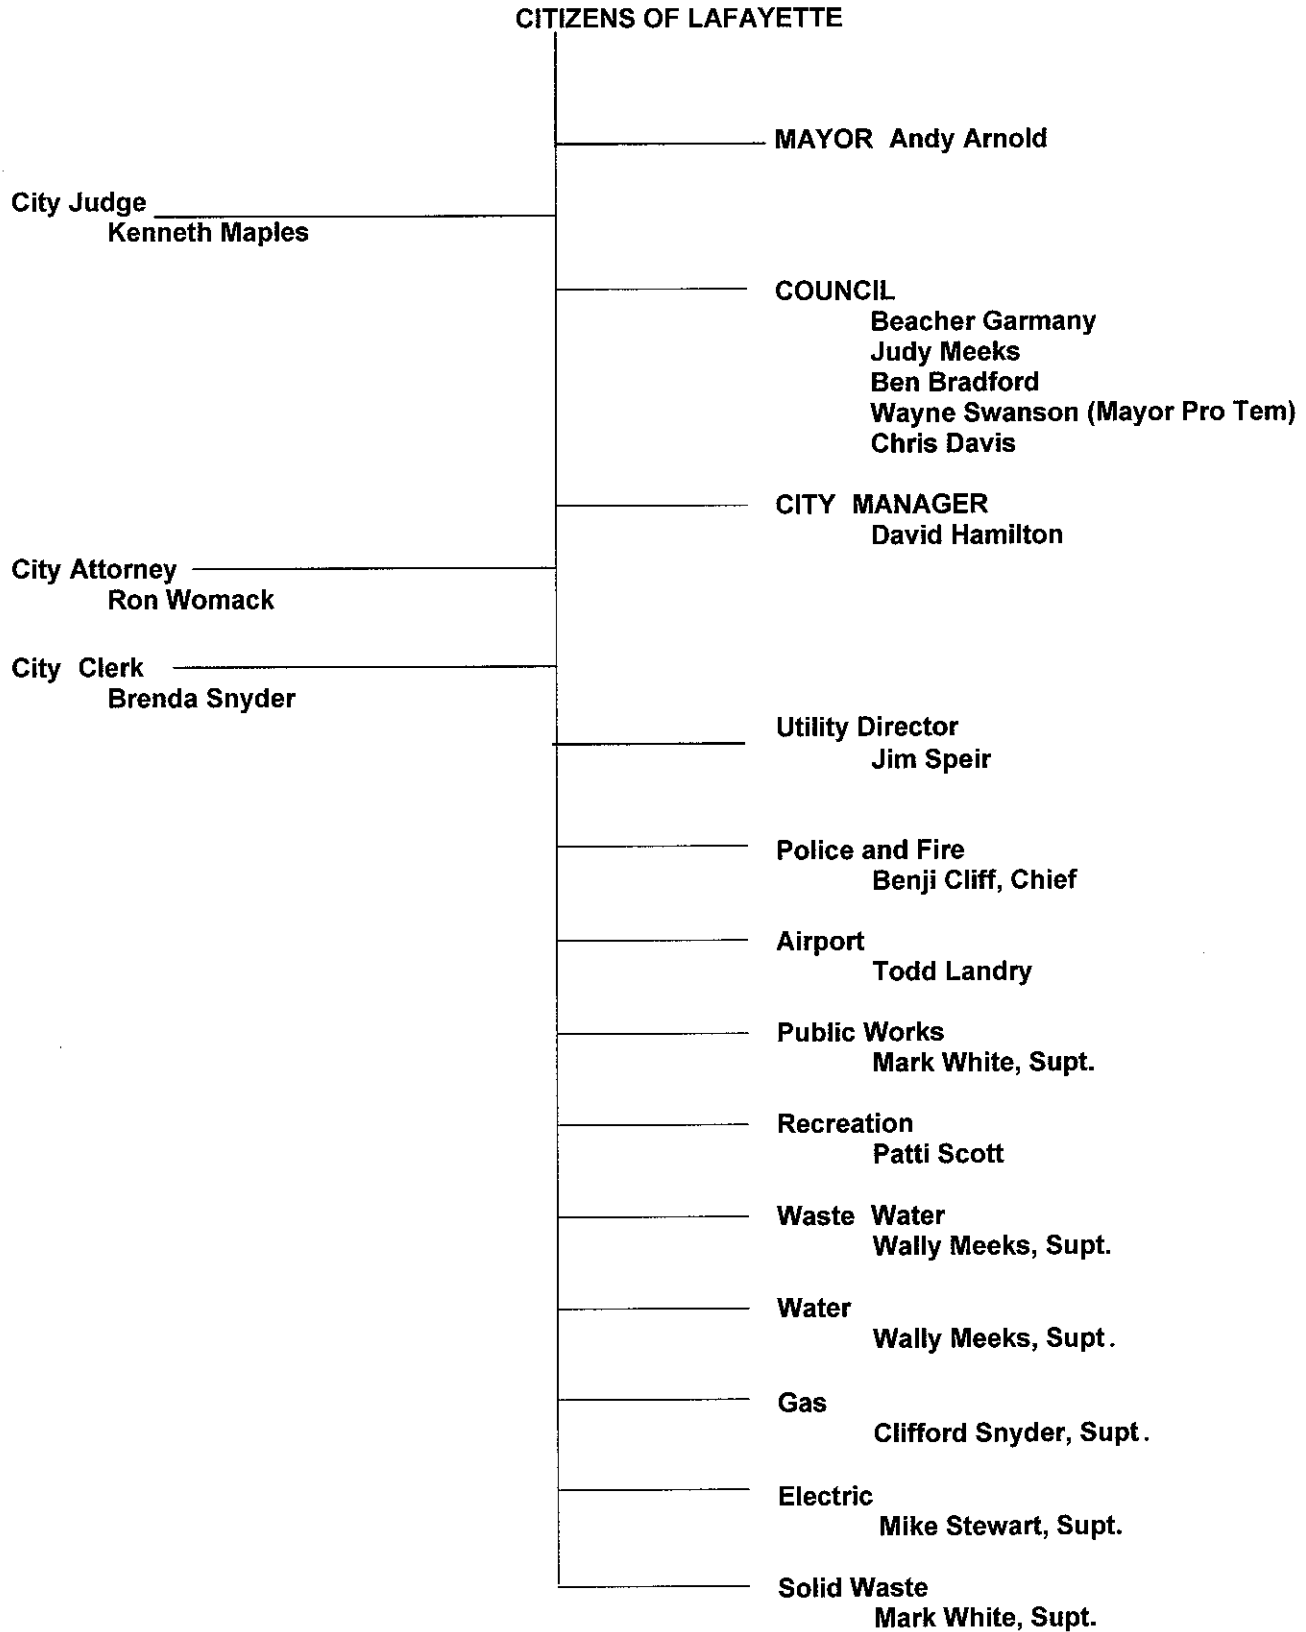 CITIZENS OF LAFAYETTE
MAYOR Andy Arnold
City Judge
Kenneth Maples
COUNCIL
Beacher Garmany
Judy Meeks
Ben Bradford
Wayne Swanson (Mayor Pro Tem)
Chris Davis
CITY MANAGER
David Hamilton
City Attorney
Ron Womack
City Clerk
Brenda Snyder
Utility Director
Jim Speir
Police and Fire
Benji Cliff, Chief
Airport
Todd Landry
Public Works
Mark White, Supt.
Recreation
Patti Scott
Waste Water
Wally Meeks, Supt.
Water
Wally Meeks, Supt.
Gas
Clifford Snyder, Supt.
Electric
Mike Stewart, Supt.
Solid Waste
Mark White, Supt.